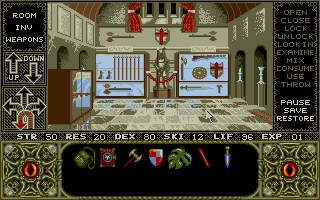 ROOM
INV
WEAPONS
UP
DOWN
OPEN
CLOSE
LOCK
UNLOCK
LOOK IN
EXAMINE
MIX
CONSUME
USE
THROW
PAUSE
SAVE
RESTORE
STR 50 RES 20 DEX 80 SKI 12 LIF 36 EXP 01